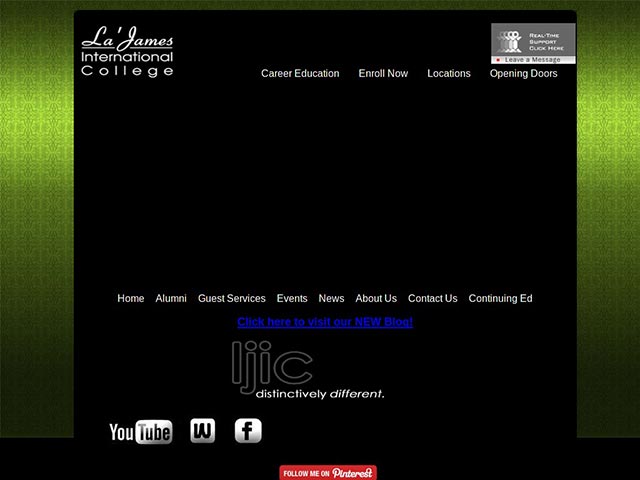 La'James
International
College
Real-Time
Support
Click Here
Leave a Message
Career Education Enroll Now Locations Opening Doors
Home Alumni Guest Services Events News About Us Contact Us Continuing Ed
Click here to visit our NEW Blog!
ljic
distinctively different.
YouTube W f
FOLLOW ME ON Pinterest